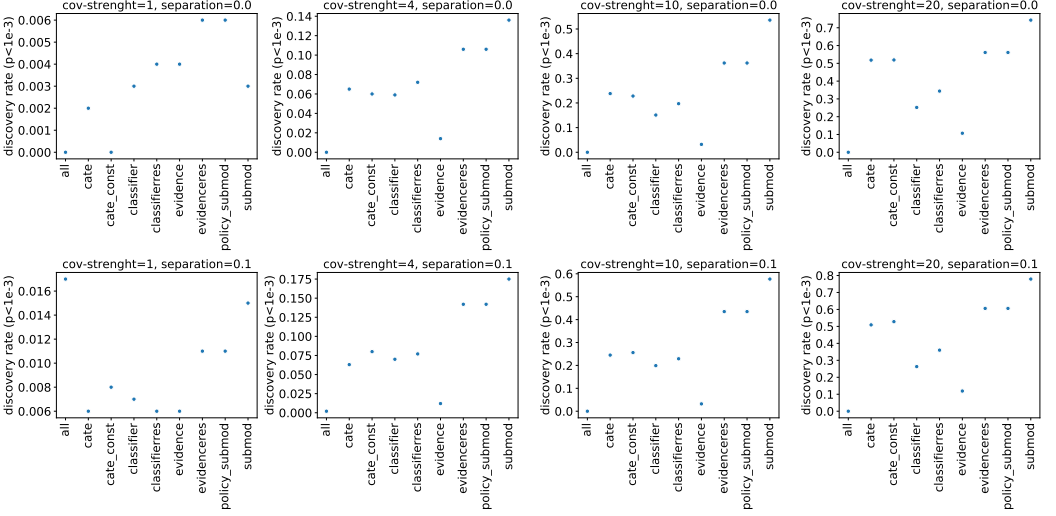 cov-strenght=1, separation=0.0
discovery rate (p<1e-3)
0.006
0.005
0.004
0.003
0.002
0.001
0.000
all
cate
cate_const
classifier
classifierres
evidence
evidenceres
policy_submod
submod
cov-strenght=4, separation=0.0
discovery rate (p<1e-3)
0.14
0.12
0.10
0.08
0.06
0.04
0.02
0.00
all
cate
cate_const
classifier
classifierres
evidence
evidenceres
policy_submod
submod
cov-strenght=10, separation=0.0
discovery rate (p<1e-3)
0.5
0.4
0.3
0.2
0.1
0.0
all
cate
cate_const
classifier
classifierres
evidence
evidenceres
policy_submod
submod
cov-strenght=20, separation=0.0
discovery rate (p<1e-3)
0.7
0.6
0.5
0.4
0.3
0.2
0.1
0.0
all
cate
cate_const
classifier
classifierres
evidence
evidenceres
policy_submod
submod
cov-strenght=1, separation=0.1
discovery rate (p<1e-3)
0.016
0.014
0.012
0.010
0.008
0.006
all
cate
cate_const
classifier
classifierres
evidence
evidenceres
policy_submod
submod
cov-strenght=4, separation=0.1
discovery rate (p<1e-3)
0.175
0.150
0.125
0.100
0.075
0.050
0.025
0.000
all
cate
cate_const
classifier
classifierres
evidence
evidenceres
policy_submod
submod
cov-strenght=10, separation=0.1
discovery rate (p<1e-3)
0.6
0.5
0.4
0.3
0.2
0.1
0.0
all
cate
cate_const
classifier
classifierres
evidence
evidenceres
policy_submod
submod
cov-strenght=20, separation=0.1
discovery rate (p<1e-3)
0.8
0.7
0.6
0.5
0.4
0.3
0.2
0.1
0.0
all
cate
cate_const
classifier
classifierres
evidence
evidenceres
policy_submod
submod